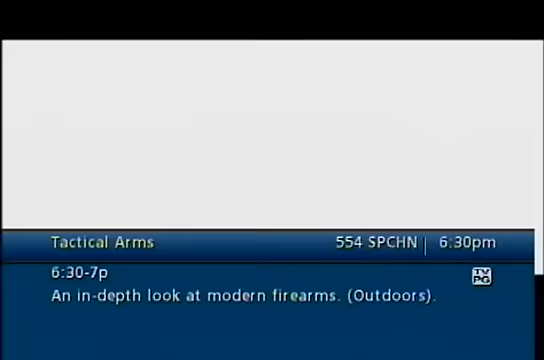 Tactical Arms 554 SPCHN 6:30pm
6:30-7p TV PG
An in-depth look at modern firearms. (Outdoors).